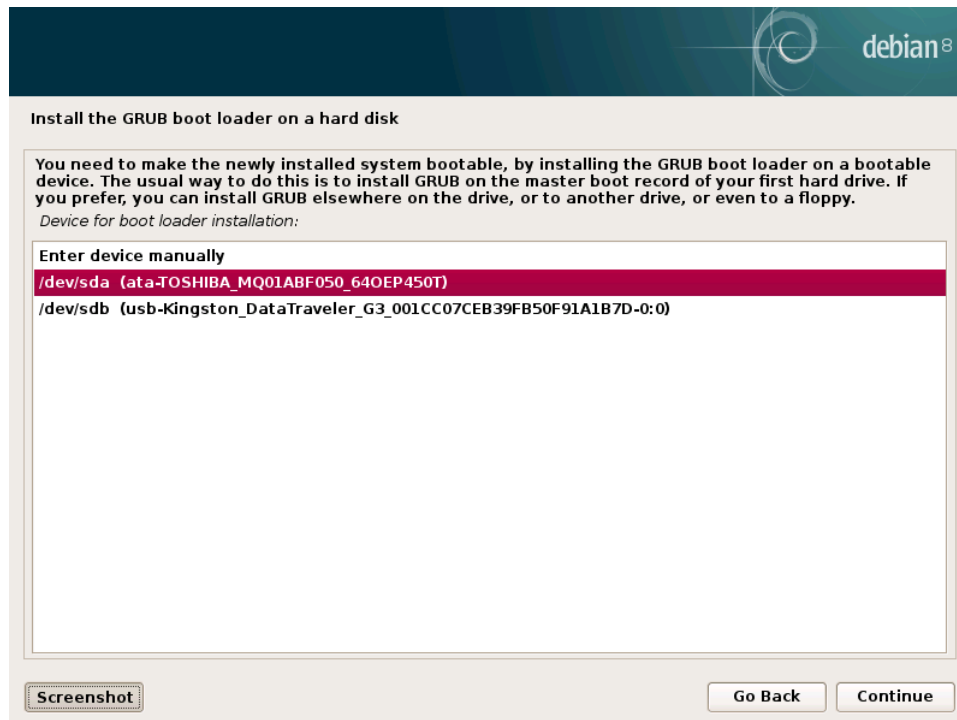 debian 8
Install the GRUB boot loader on a hard disk
You need to make the newly installed system bootable, by installing the GRUB boot loader on a bootable
device. The usual way to do this is to install GRUB on the master boot record of your first hard drive. If
you prefer, you can install GRUB elsewhere on the drive, or to another drive, or even to a floppy.
Device for boot loader installation:
Enter device manually
/dev/sda (ata-TOSHIBA_MQ01ABF050_64OEP450T)
/dev/sdb (usb-Kingston_DataTraveler_G3_001CC07CEB39FB50F91A1B7D-0:0)
Screenshot
Go Back
Continue